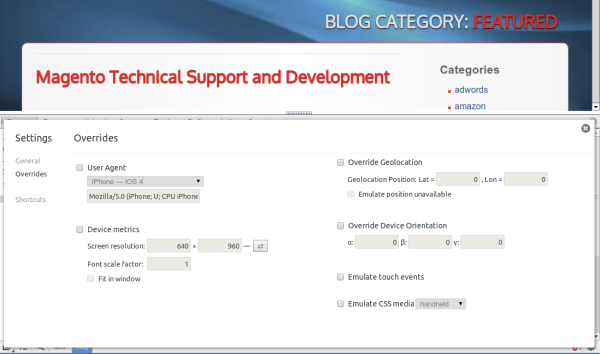 BLOG CATEGORY: FEATURED
Magento Technical Support and Development
Categories
adwords
amazon
Settings
General
Overrides
Shortcuts
Overrides
User Agent
iPhone — iOS 4
Mozilla/5.0 (iPhone; U; CPU iPhone
Device metrics
Screen resolution: 640 × 960 — ⇄
Font scale factor: 1
Fit in window
Override Geolocation
Geolocation Position: Lat = 0 , Lon = 0
Emulate position unavailable
Override Device Orientation
α: 0 β: 0 γ: 0
Emulate touch events
Emulate CSS media handheld